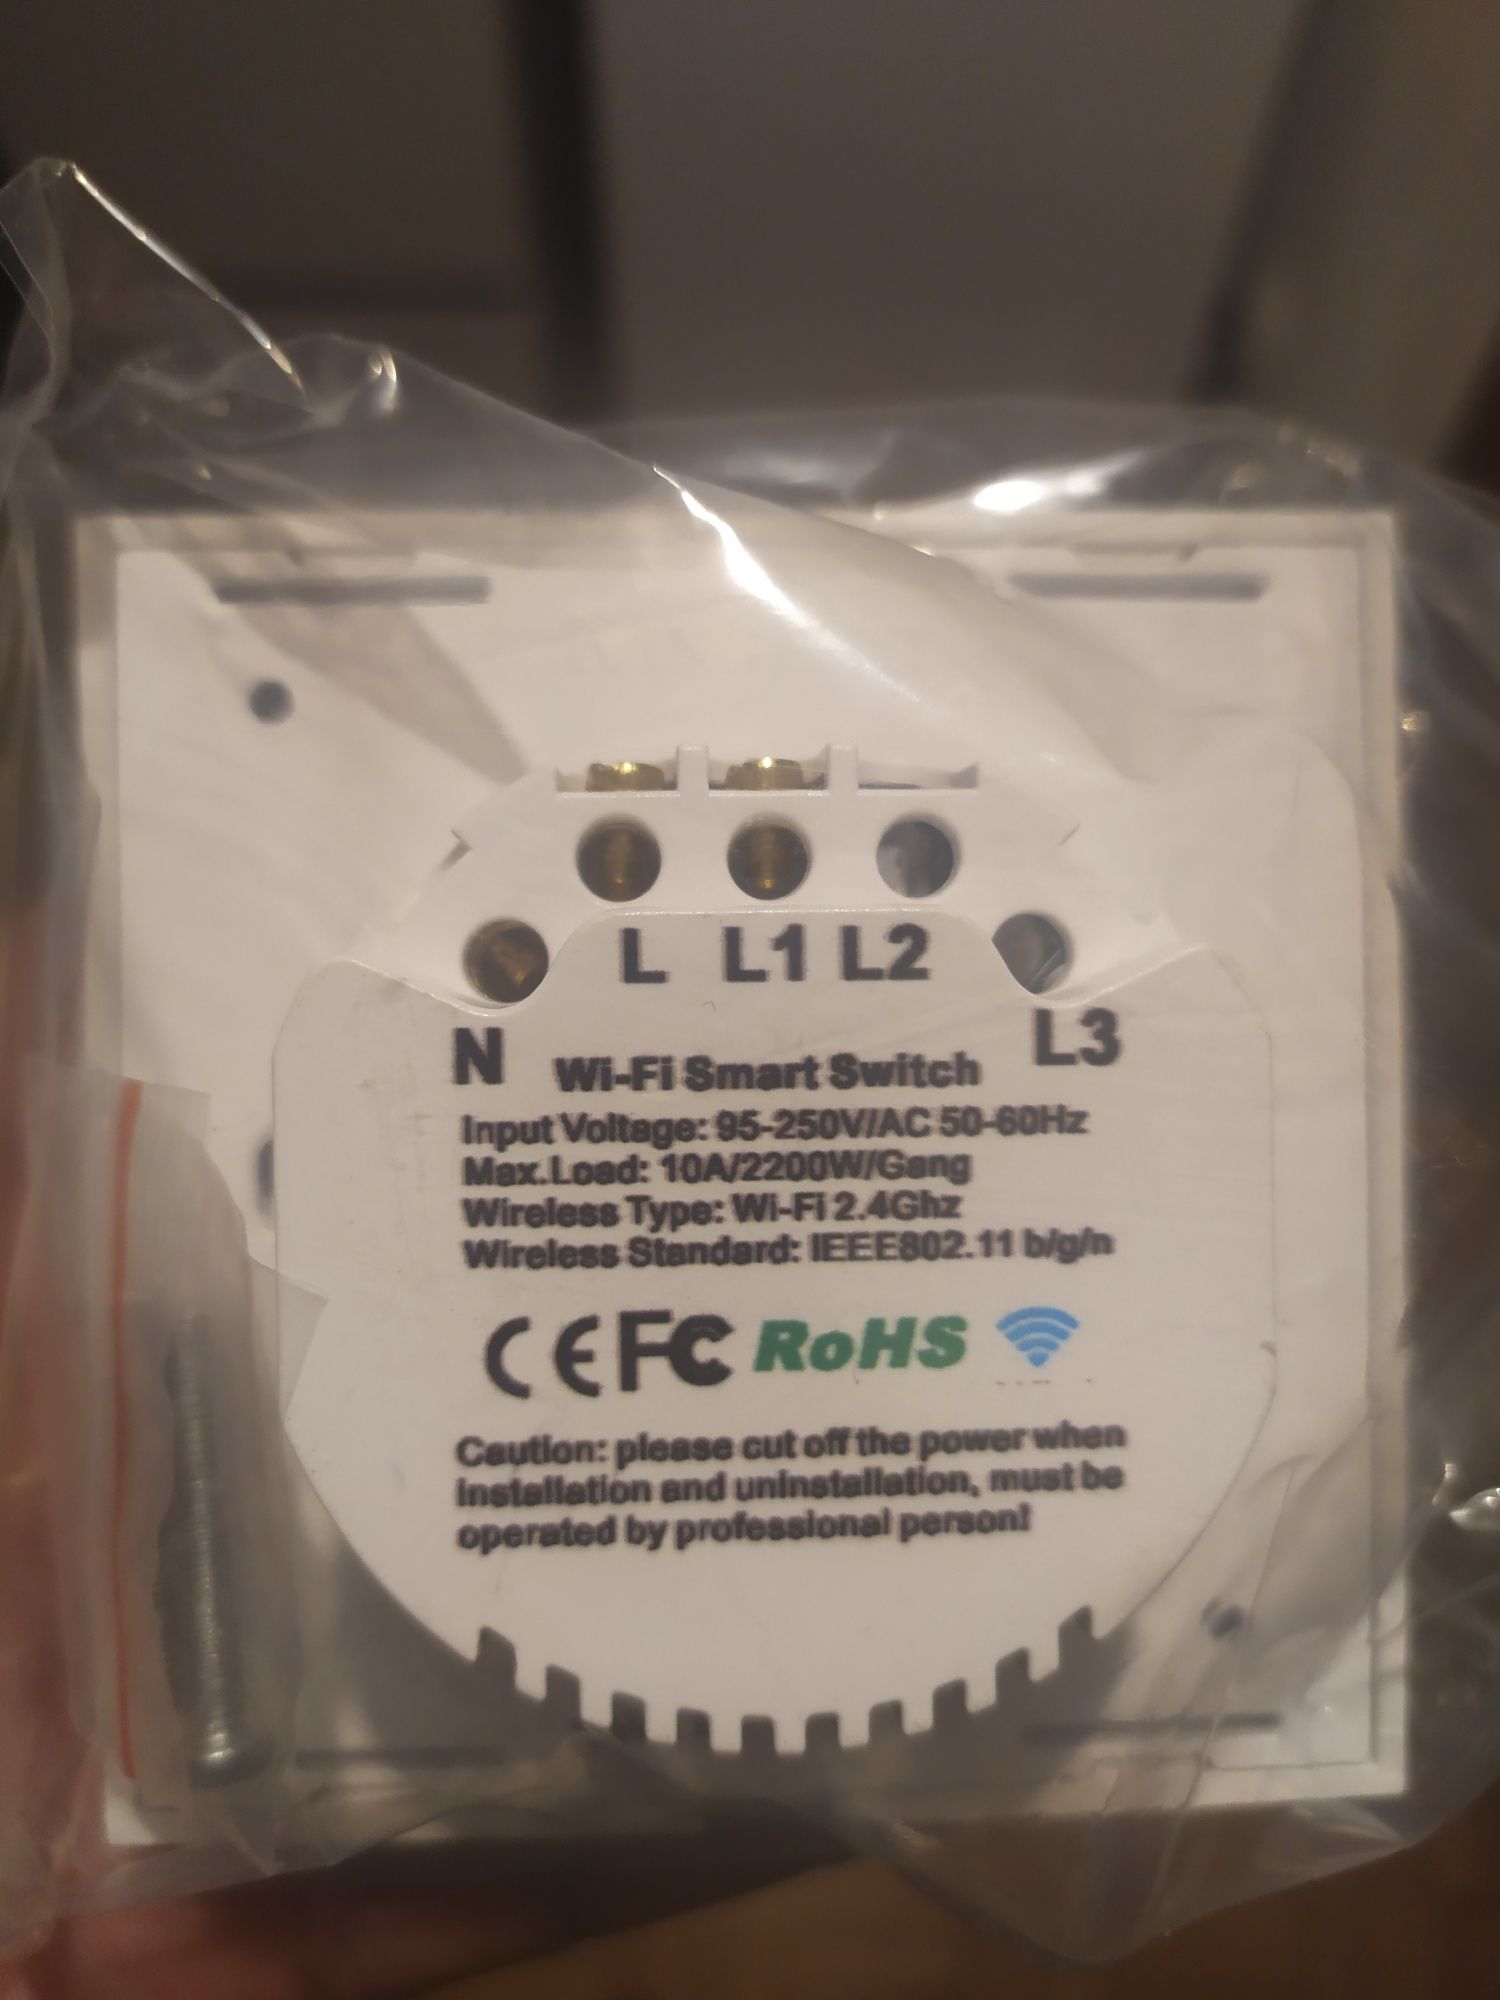 L L1 L2
N L3
Wi-Fi Smart Switch
Input Voltage: 95-250V/AC 50-60Hz
Max.Load: 10A/2200W/Gang
Wireless Type: Wi-Fi 2.4Ghz
Wireless Standard: IEEE802.11 b/g/n
CE FC RoHS
Caution: please cut off the power when
installation and uninstallation, must be
operated by professional person!